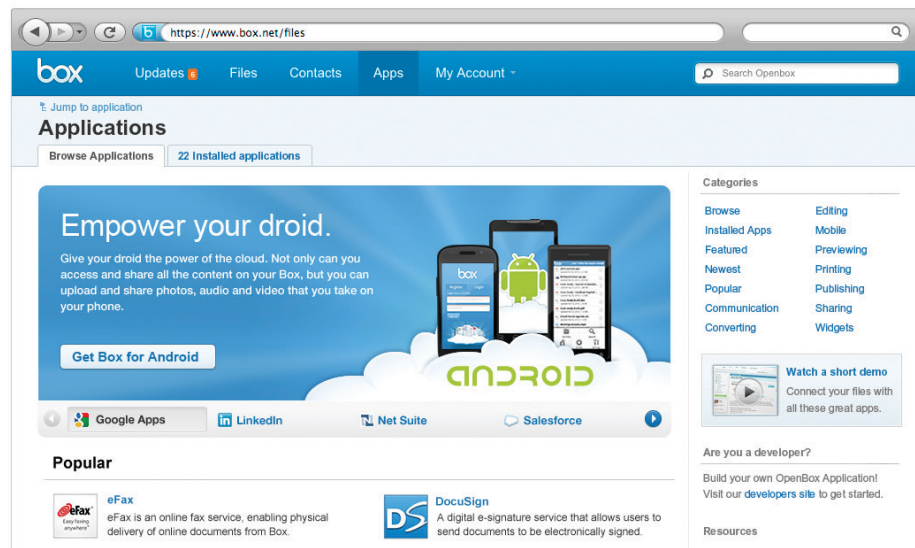 https://www.box.net/files
box
Updates 6
Files
Contacts
Apps
My Account
Search Openbox
Jump to application
Applications
Browse Applications
22 Installed applications
Empower your droid.
Give your droid the power of the cloud. Not only can you
access and share all the content on your Box, but you can
upload and share photos, audio and video that you take on
your phone.
Get Box for Android
box
ANDROID
Google Apps
LinkedIn
Net Suite
Salesforce
Popular
eFax
Easy faxing
anywhere
eFax
eFax is an online fax service, enabling physical
delivery of online documents from Box.
DS
DocuSign
A digital e-signature service that allows users to
send documents to be electronically signed.
Categories
Browse
Installed Apps
Featured
Newest
Popular
Communication
Converting
Editing
Mobile
Previewing
Printing
Publishing
Sharing
Widgets
Watch a short demo
Connect your files with
all these great apps.
Are you a developer?
Build your own OpenBox Application!
Visit our developers site to get started.
Resources